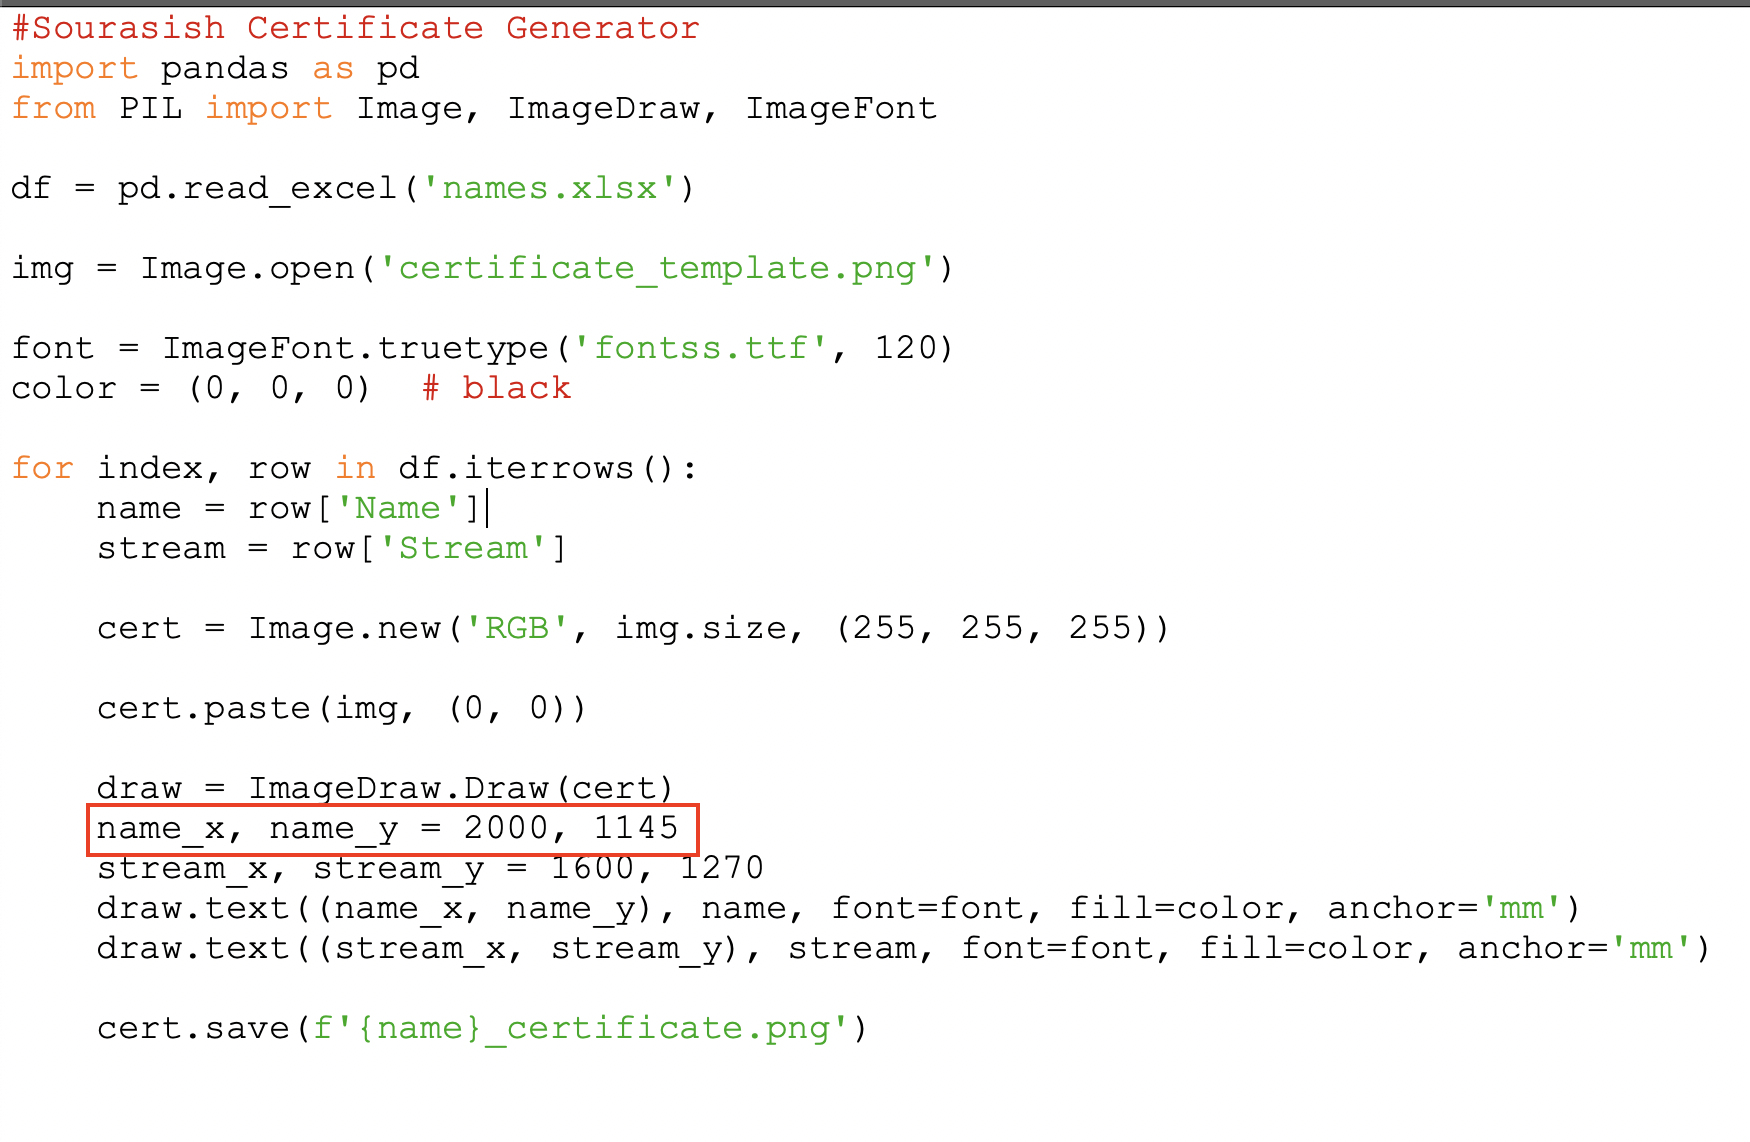 #Sourasish Certificate Generator
import pandas as pd
from PIL import Image, ImageDraw, ImageFont
df = pd.read_excel('names.xlsx')
img = Image.open('certificate_template.png')
font = ImageFont.truetype('fontss.ttf', 120)
color = (0, 0, 0)  # black
for index, row in df.iterrows():
    name = row['Name']
    stream = row['Stream']
    cert = Image.new('RGB', img.size, (255, 255, 255))
    cert.paste(img, (0, 0))
    draw = ImageDraw.Draw(cert)
    name_x, name_y = 2000, 1145
    stream_x, stream_y = 1600, 1270
    draw.text((name_x, name_y), name, font=font, fill=color, anchor='mm')
    draw.text((stream_x, stream_y), stream, font=font, fill=color, anchor='mm')
    cert.save(f'{name}_certificate.png')